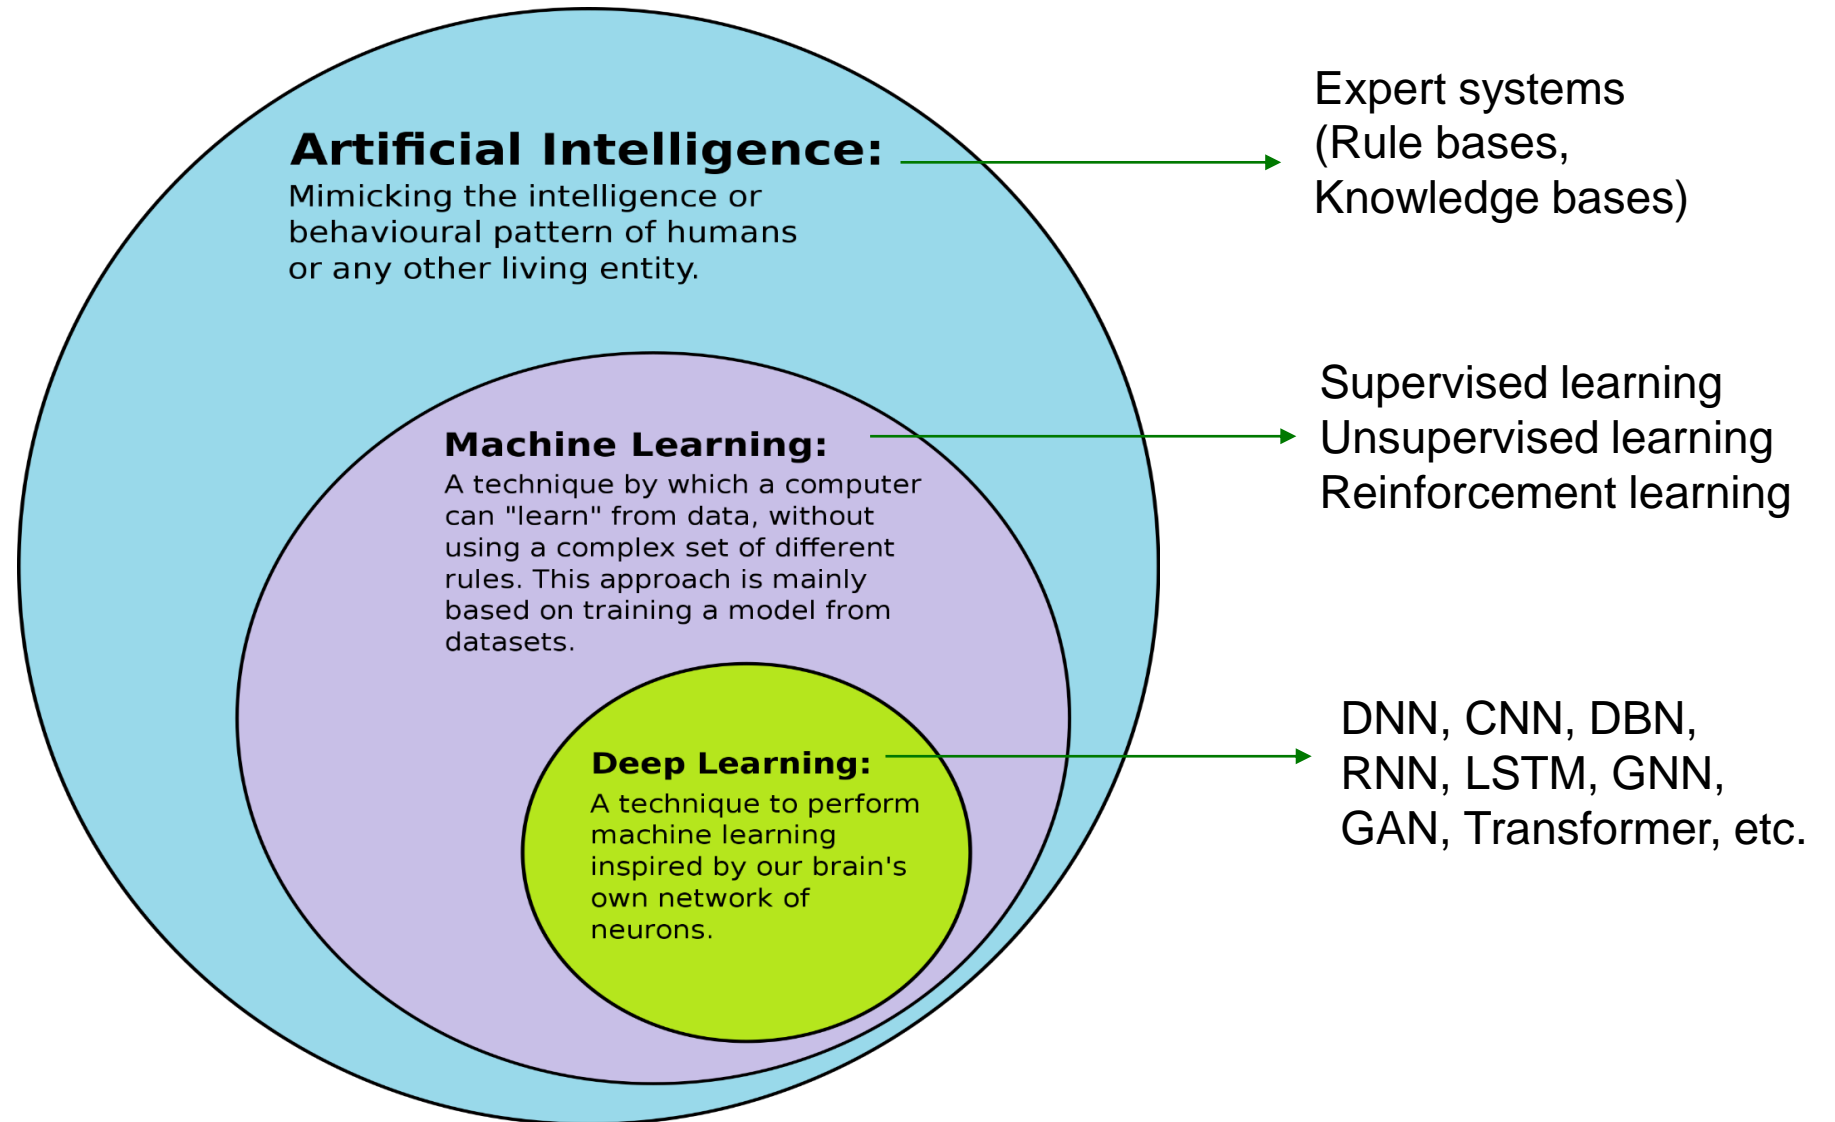 Artificial Intelligence:
Mimicking the intelligence or
behavioural pattern of humans
or any other living entity.
Expert systems
(Rule bases,
Knowledge bases)
Machine Learning:
A technique by which a computer
can "learn" from data, without
using a complex set of different
rules. This approach is mainly
based on training a model from
datasets.
Supervised learning
Unsupervised learning
Reinforcement learning
Deep Learning:
A technique to perform
machine learning
inspired by our brain's
own network of
neurons.
DNN, CNN, DBN,
RNN, LSTM, GNN,
GAN, Transformer, etc.